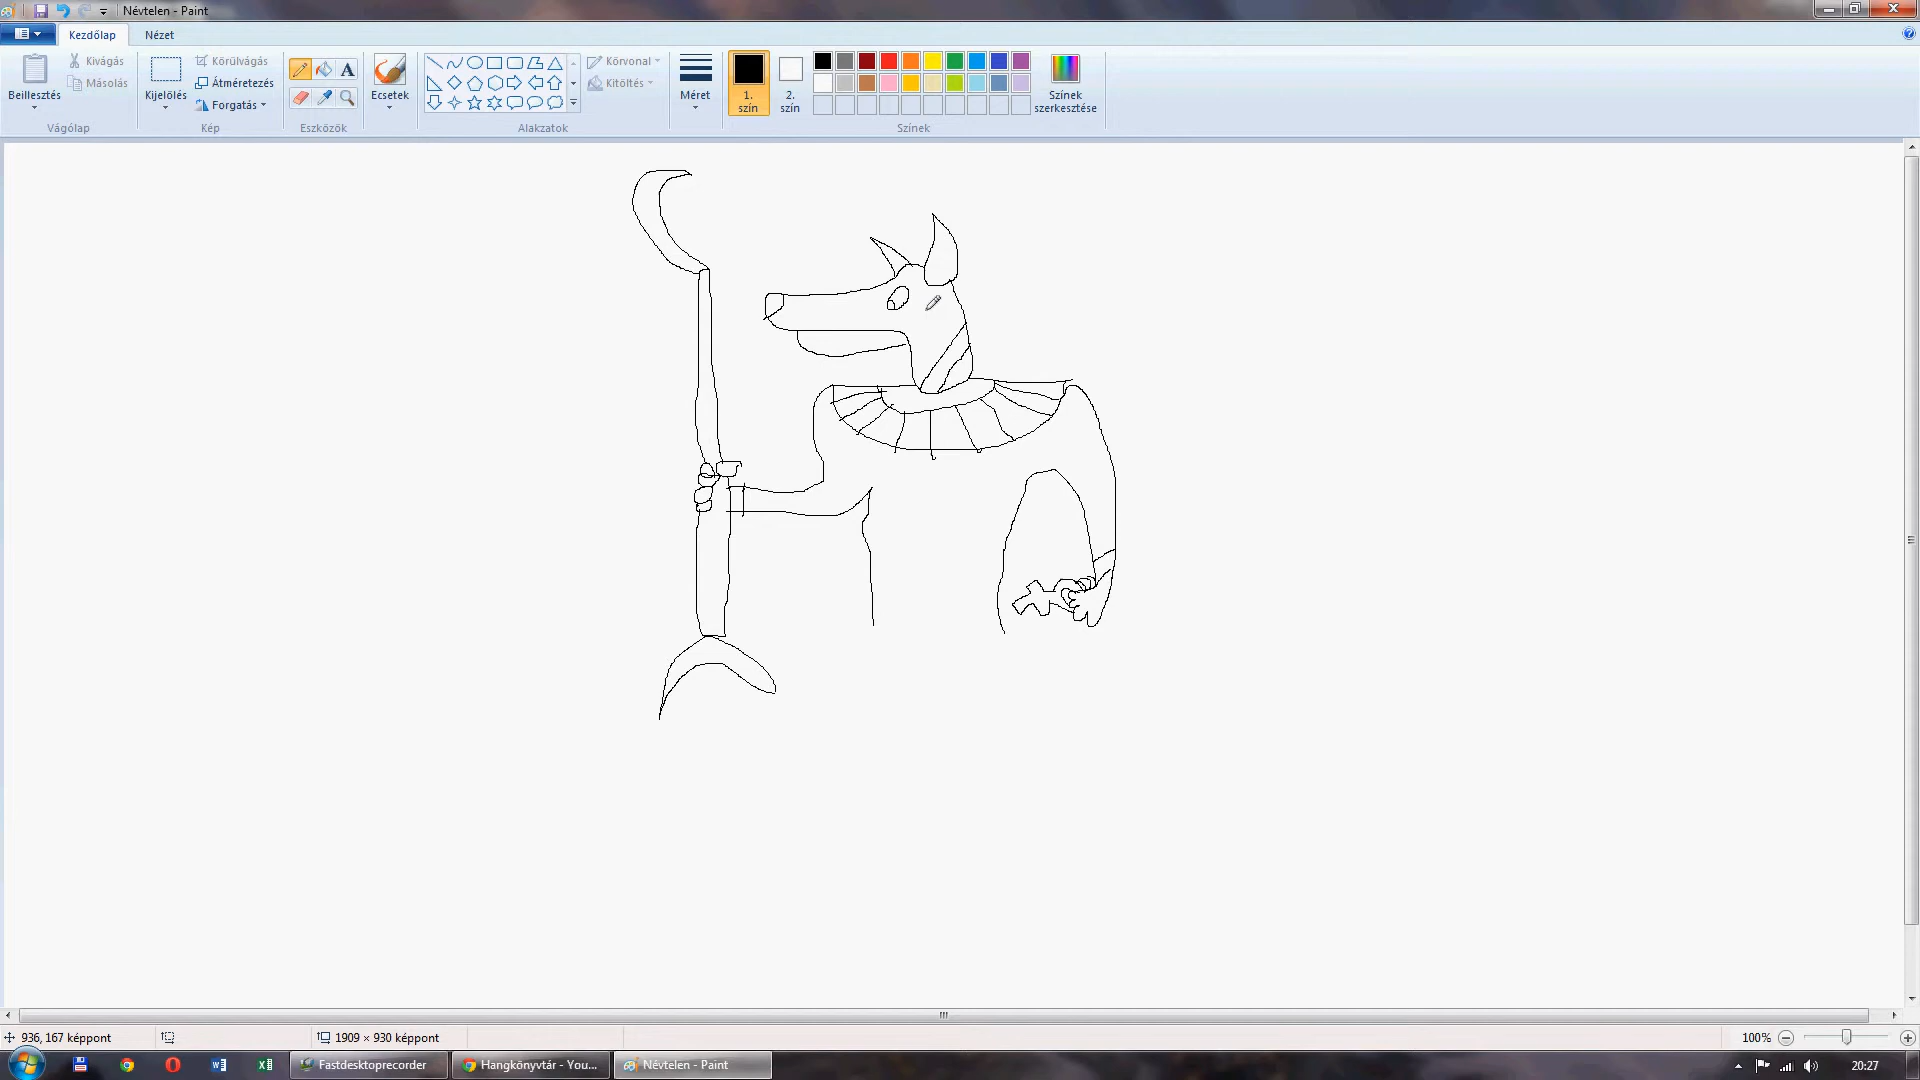 Névtelen - Paint
Kezdőlap Nézet
Beillesztés
Kivágás
Másolás
Vágólap
Kijelölés
Körülvágás
Átméretezés
Forgatás
Kép
A
Eszközök
Ecsetek
Körvonal
Kitöltés
Alakzatok
Méret
1.
szín
2.
szín
Színek
szerkesztése
Színek
936, 167 képpont
1909 × 930 képpont
100%
Fastdesktoprecorder
Hangkönyvtár - You...
Névtelen - Paint
20:27